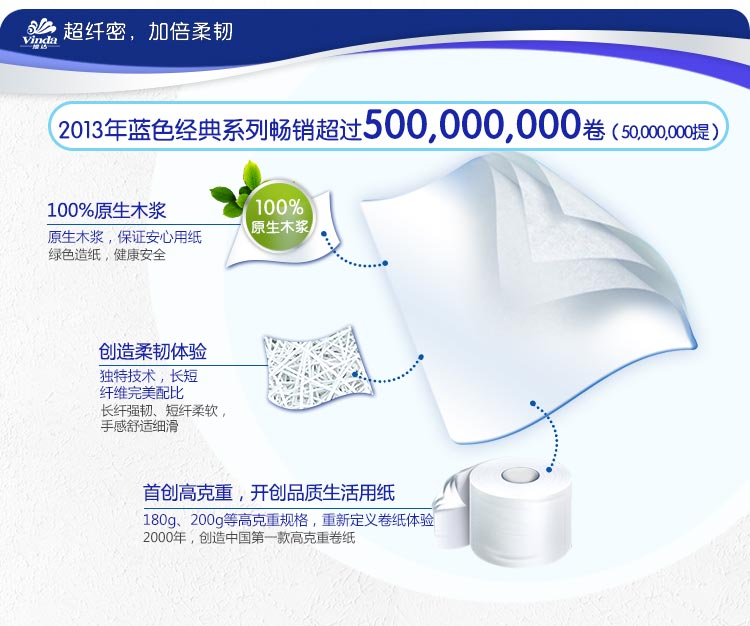 Vinda
维达
超纤密，加倍柔韧
2013年蓝色经典系列畅销超过500,000,000卷（50,000,000提）
100%原生木浆
原生木浆，保证安心用纸
绿色造纸，健康安全
100%
原生木浆
创造柔韧体验
独特技术，长短
纤维完美配比
长纤强韧、短纤柔软，
手感舒适细滑
首创高克重，开创品质生活用纸
180g、200g等高克重规格，重新定义卷纸体验
2000年，创造中国第一款高克重卷纸